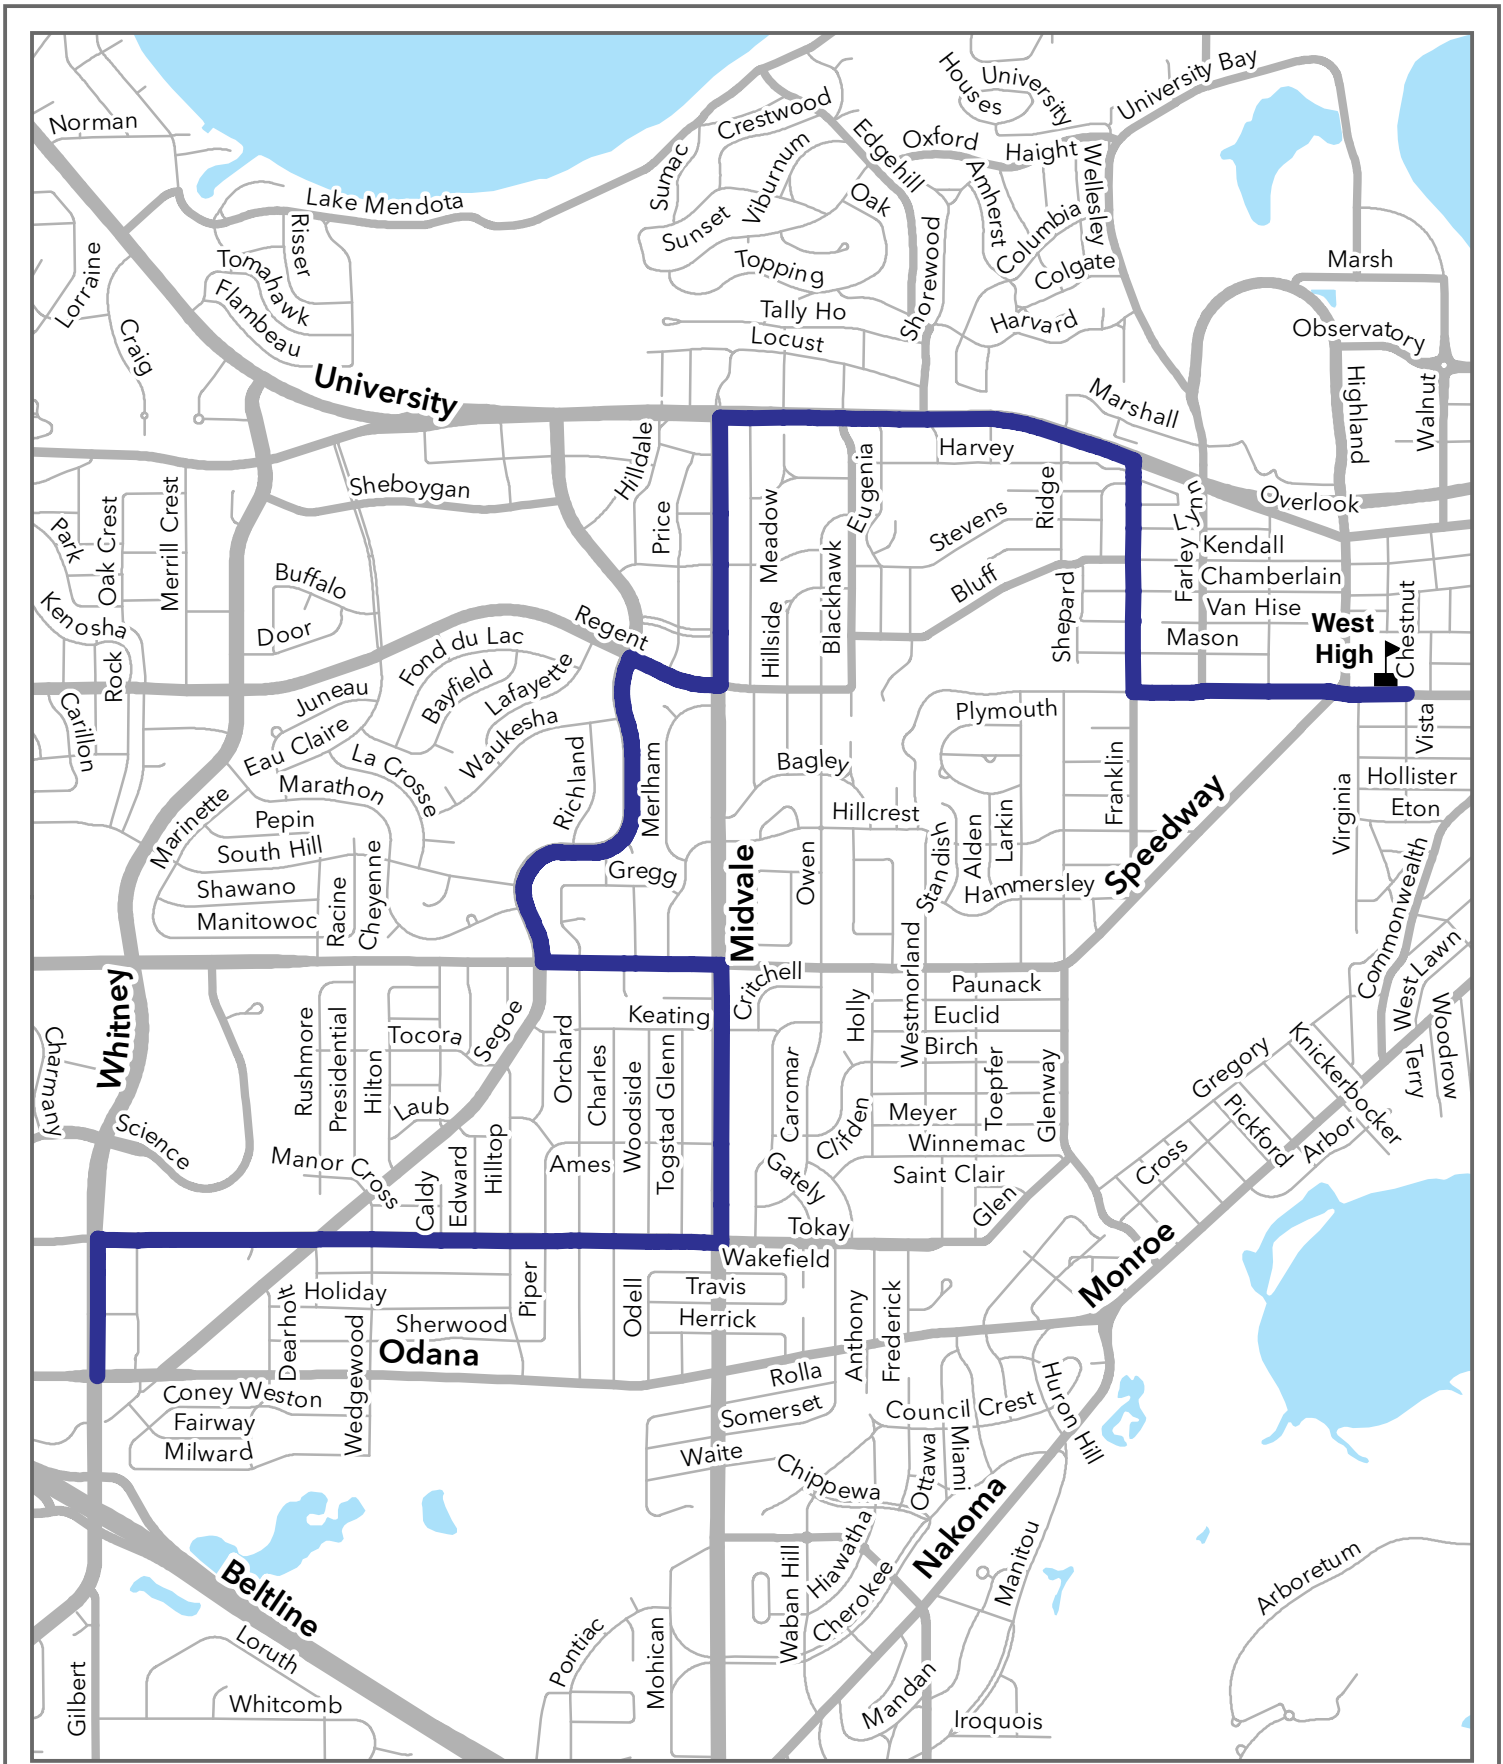 Norman
Lake Mendota
Risser
Tomahawk
Flambeau
Lorraine
Craig
University
Crestwood
Sumac
Viburnum
Sunset
Edgehill
Oak
Topping
Tally Ho
Locust
Shorewood
University
Houses
University Bay
Oxford
Haight
Wellesley
Amherst
Columbia
Colgate
Harvard
Marsh
Observatory
Highland
Walnut
Marshall
Harvey
Overlook
Sheboygan
Hilldale
Price
Meadow
Eugenia
Stevens
Ridge
Lynn
Farley
Kendall
Chamberlain
Van Hise
Mason
West
High
Chestnut
Park
Oak Crest
Merrill Crest
Kenosha
Rock
Carillon
Buffalo
Door
Regent
Fond du Lac
Bayfield
Lafayette
Waukesha
Juneau
Eau Claire
La Crosse
Marathon
Marinette
Pepin
South Hill
Shawano
Manitowoc
Racine
Cheyenne
Richland
Merlham
Gregg
Hillside
Blackhawk
Bluff
Shepard
Plymouth
Bagley
Hillcrest
Owen
Standish
Alden
Larkin
Hammersley
Franklin
Speedway
Vista
Hollister
Eton
Virginia
Commonwealth
West Lawn
Woodrow
Terry
Midvale
Whitney
Charmany
Science
Rushmore
Presidential
Hilton
Tocora
Segoe
Laub
Manor Cross
Caldy
Edward
Hilltop
Orchard
Charles
Woodside
Togstad Glenn
Keating
Ames
Critchell
Holly
Westmorland
Paunack
Euclid
Birch
Toepfer
Glenway
Caromar
Clifden
Meyer
Winnemac
Saint Clair
Gately
Glen
Tokay
Wakefield
Gregory
Knickerbocker
Pickford
Cross
Arbor
Monroe
Holiday
Dearholt
Sherwood
Piper
Odell
Travis
Herrick
Anthony
Frederick
Odana
Wedgewood
Coney Weston
Fairway
Milward
Rolla
Somerset
Waite
Chippewa
Council Crest
Ottawa
Miami
Huron Hill
Nakoma
Manitou
Hiawatha
Cherokee
Waban Hill
Beltline
Loruth
Whitcomb
Gilbert
Pontiac
Mohican
Mandan
Iroquois
Arboretum